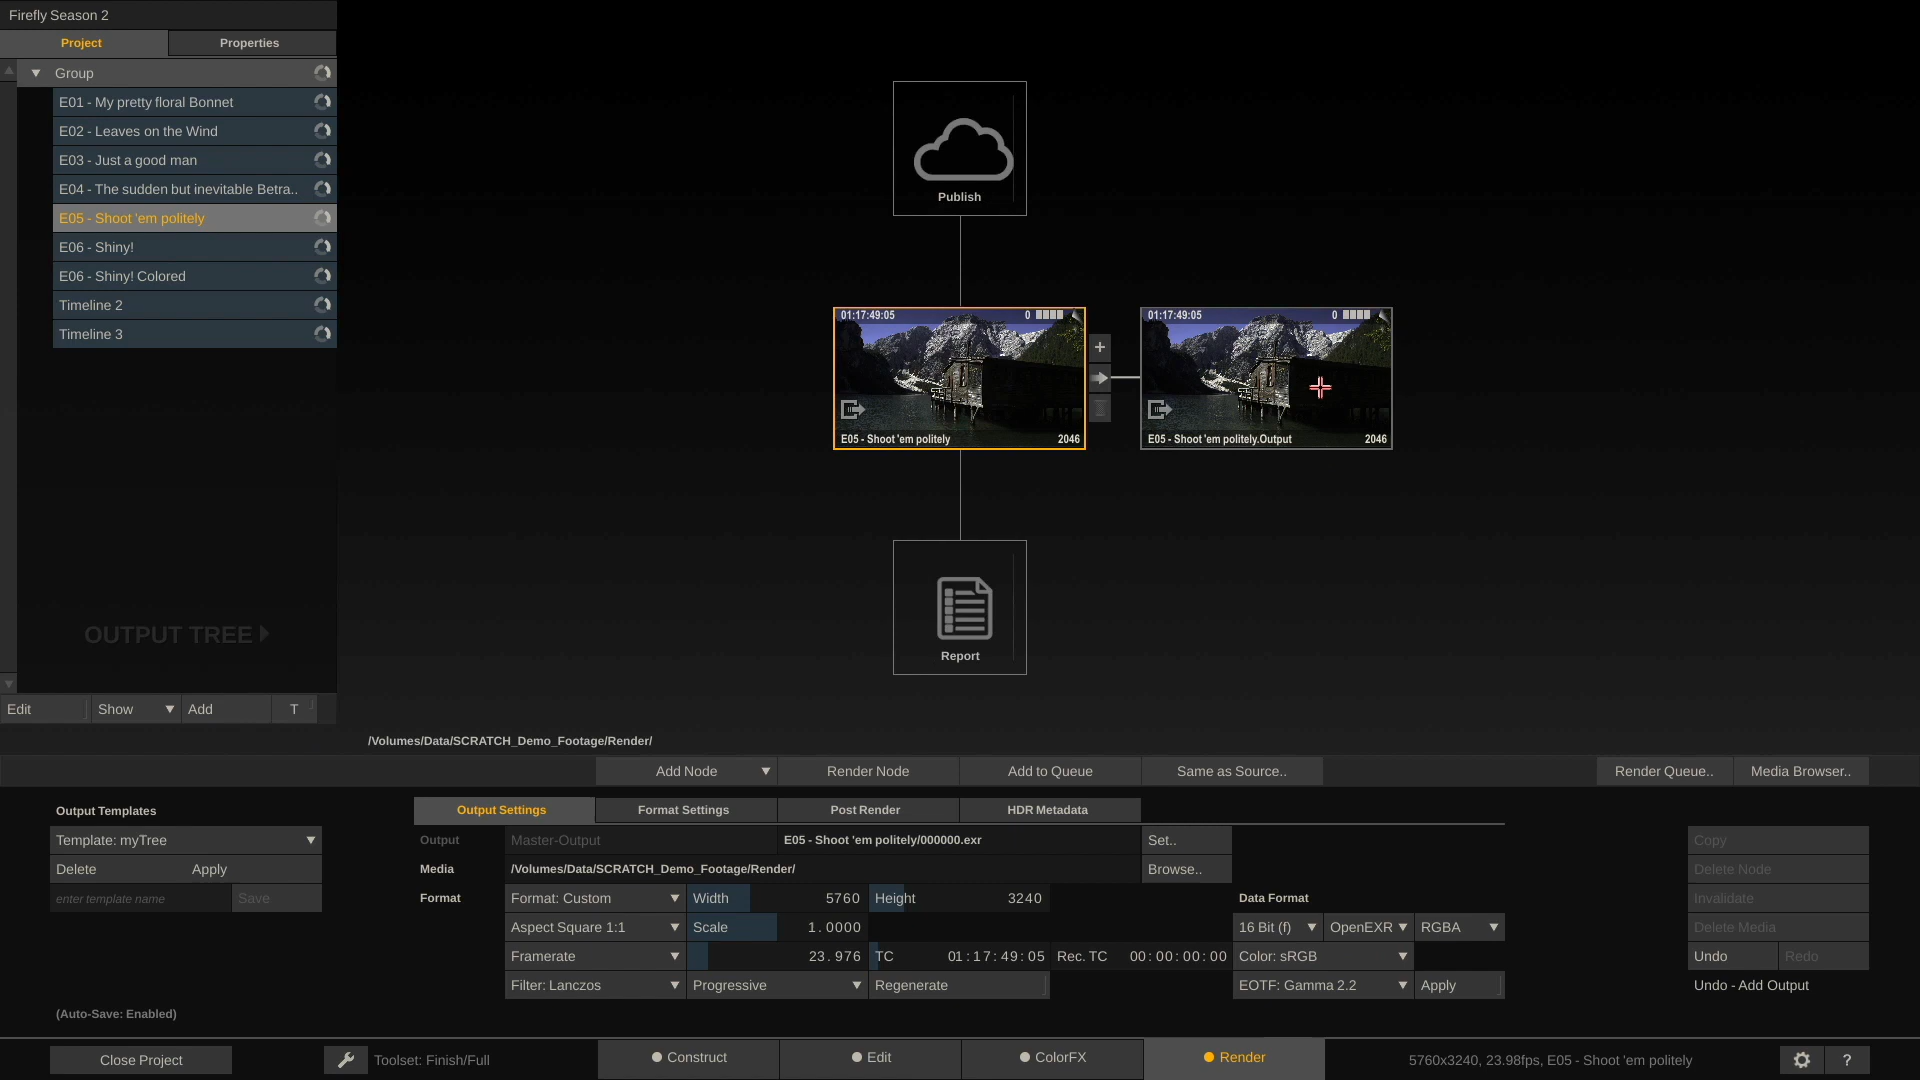 Firefly Season 2
Project Properties
Group
E01 - My pretty floral Bonnet
E02 - Leaves on the Wind
E03 - Just a good man
E04 - The sudden but inevitable Betra..
E05 - Shoot 'em politely
E06 - Shiny!
E06 - Shiny! Colored
Timeline 2
Timeline 3
OUTPUT TREE
Edit Show Add T
Publish
01:17:49:05 0
E05 - Shoot 'em politely 2046
01:17:49:05 0
E05 - Shoot 'em politely.Output 2046
Report
/Volumes/Data/SCRATCH_Demo_Footage/Render/
Add Node Render Node Add to Queue Same as Source.. Render Queue.. Media Browser..
Output Templates
Template: myTree
Delete Apply
enter template name Save
(Auto-Save: Enabled)
Output Settings Format Settings Post Render HDR Metadata
Output Master-Output E05 - Shoot 'em politely/000000.exr Set..
Media /Volumes/Data/SCRATCH_Demo_Footage/Render/ Browse..
Format Format: Custom Width 5760 Height 3240 Data Format
Aspect Square 1:1 Scale 1.0000 16 Bit (f) OpenEXR RGBA
Framerate 23.976 TC 01:17:49:05 Rec. TC 00:00:00:00 Color: sRGB
Filter: Lanczos Progressive Regenerate EOTF: Gamma 2.2 Apply
Copy
Delete Node
Invalidate
Delete Media
Undo Redo
Undo - Add Output
Close Project Toolset: Finish/Full Construct Edit ColorFX Render 5760x3240, 23.98fps, E05 - Shoot 'em politely ?